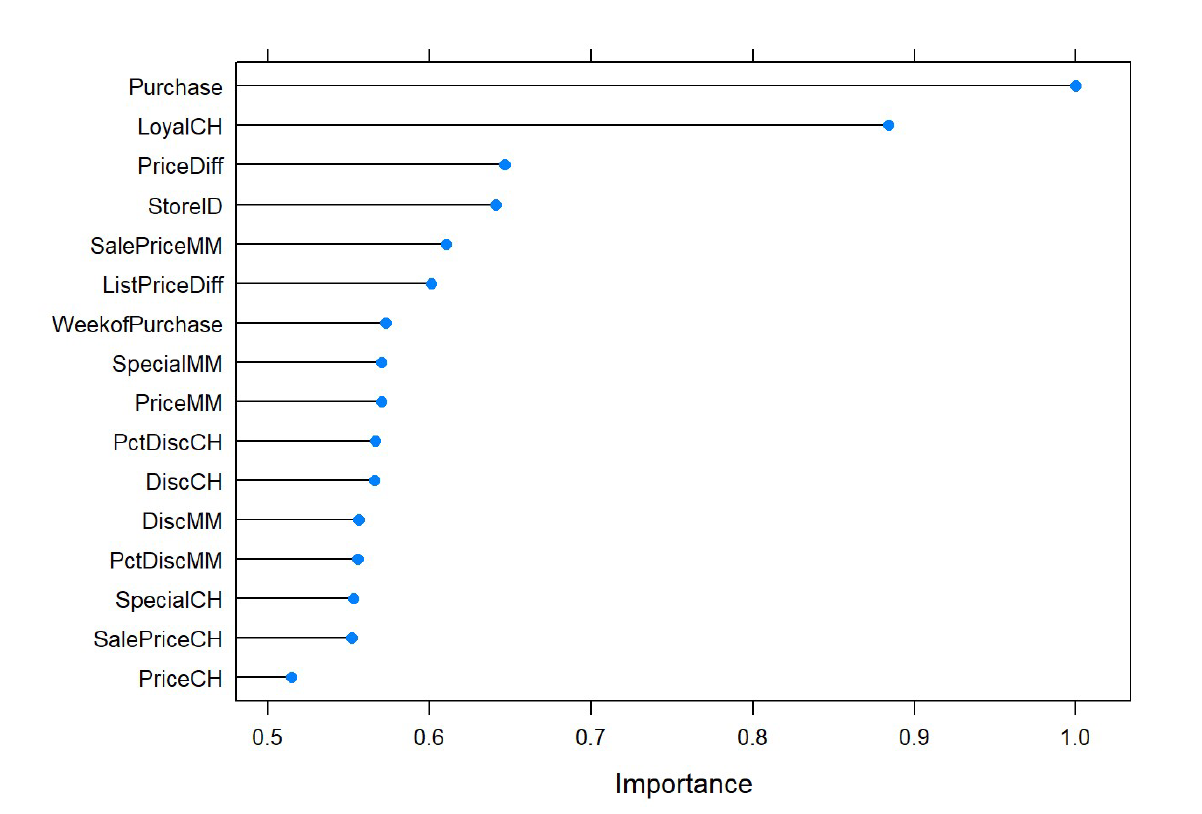 Purchase
LoyalCH
PriceDiff
StoreID
SalePriceMM
ListPriceDiff
WeekofPurchase
SpecialMM
PriceMM
PctDiscCH
DiscCH
DiscMM
PctDiscMM
SpecialCH
SalePriceCH
PriceCH
0.5 0.6 0.7 0.8 0.9 1.0
Importance